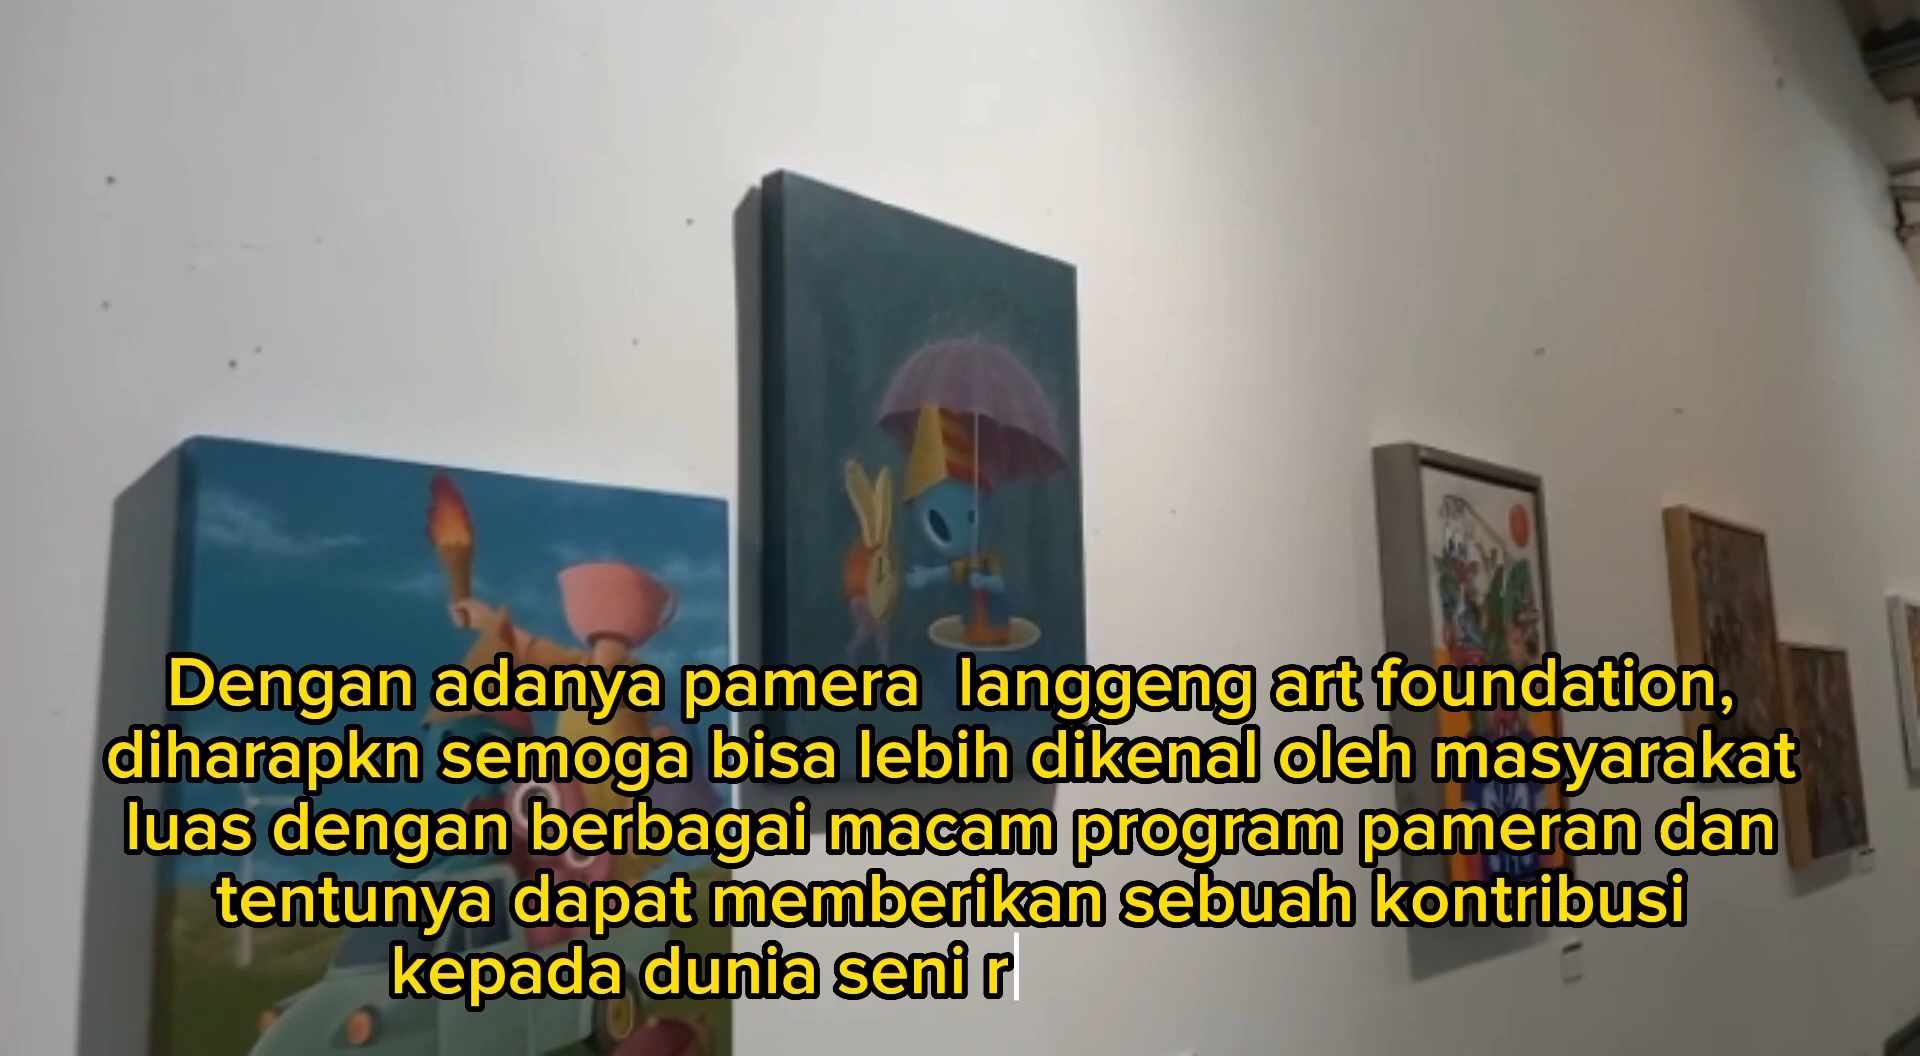 Dengan adanya pamera  langgeng art foundation,
diharapkn semoga bisa lebih dikenal oleh masyarakat
luas dengan berbagai macam program pameran dan
tentunya dapat memberikan sebuah kontribusi
kepada dunia seni r